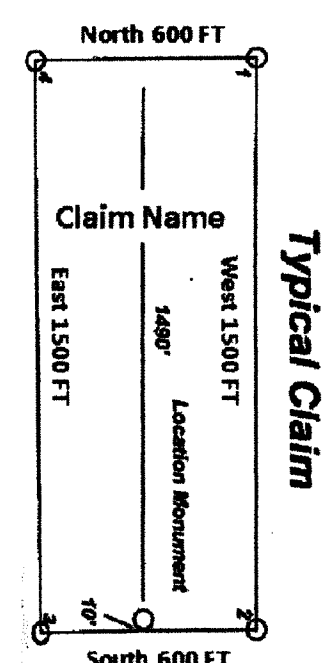 North 600 FT
4
1
Claim Name
Typical Claim
West 1500 FT
East 1500 FT
1490'
Location Monument
10'
2
3
South 600 FT